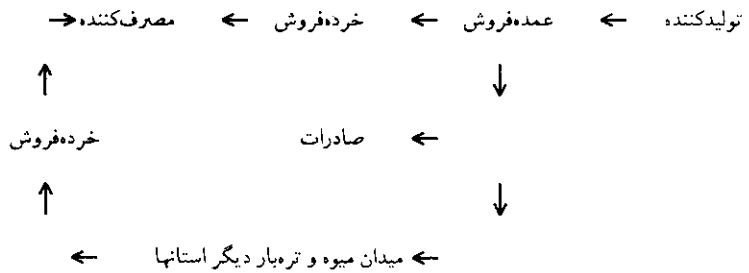 تولیدکننده ← عمده‌فروش ← خرده‌فروش ← مصرف‌کننده →
↑ ↓
← صادرات خرده‌فروش
↑ ↓
← میدان میوه و تره‌بار دیگر استانها ←